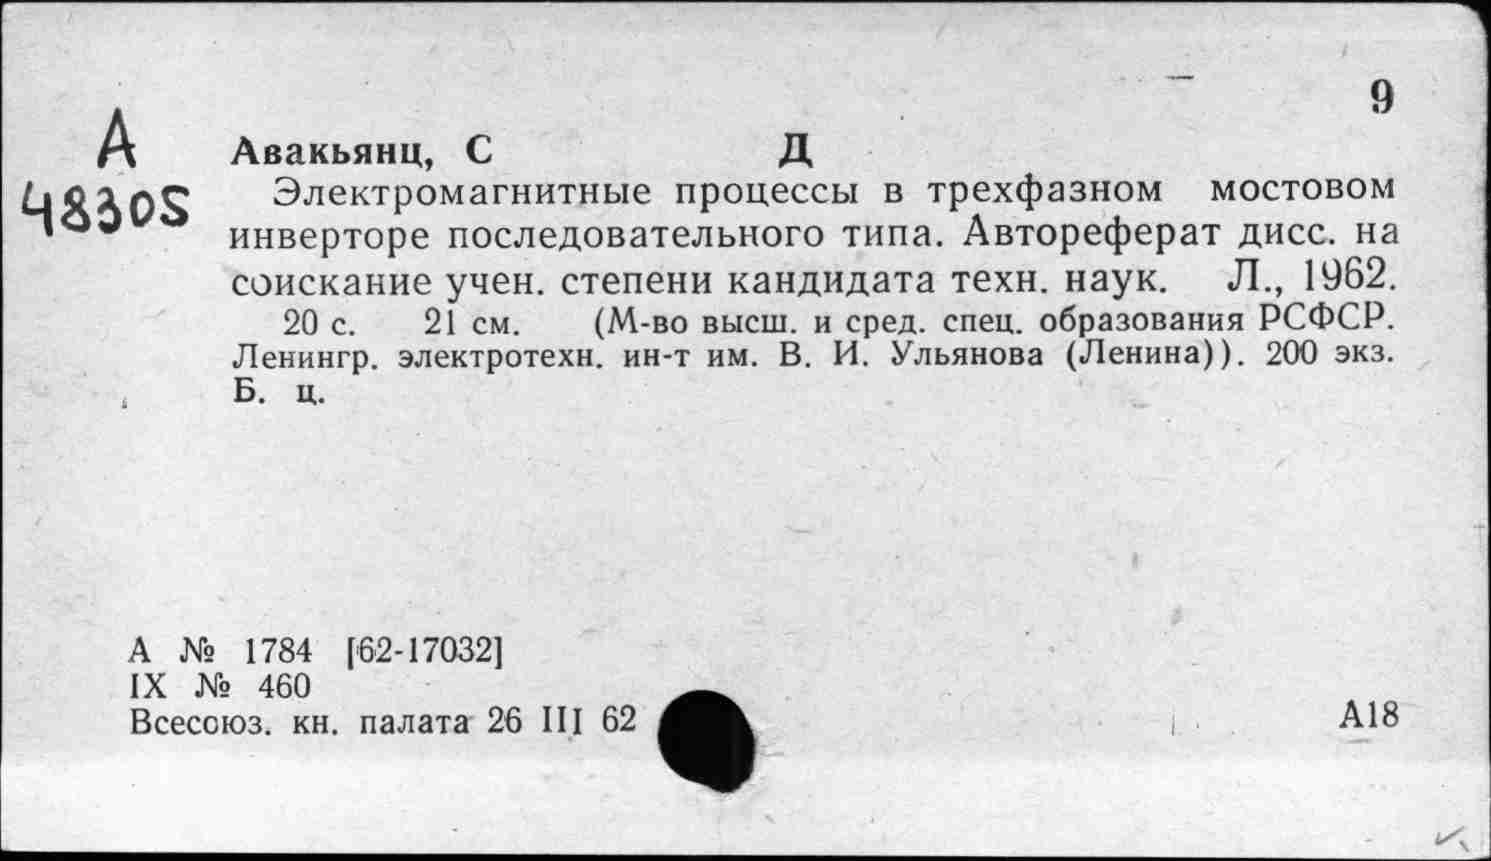 9
А
48305
Авакьянц, С Д
Электромагнитные процессы в трехфазном мостовом
инверторе последовательного типа. Автореферат дисс. на
соискание учен. степени кандидата техн. наук. Л., 1962.
20 с. 21 см. (М-во высш. и сред. спец. образования РСФСР.
Ленингр. электротехн. ин-т им. В. И. Ульянова (Ленина)). 200 экз.
Б. ц.
А № 1784 [62-17032]
IX № 460
Всесоюз. кн. палата 26 III 62
А18